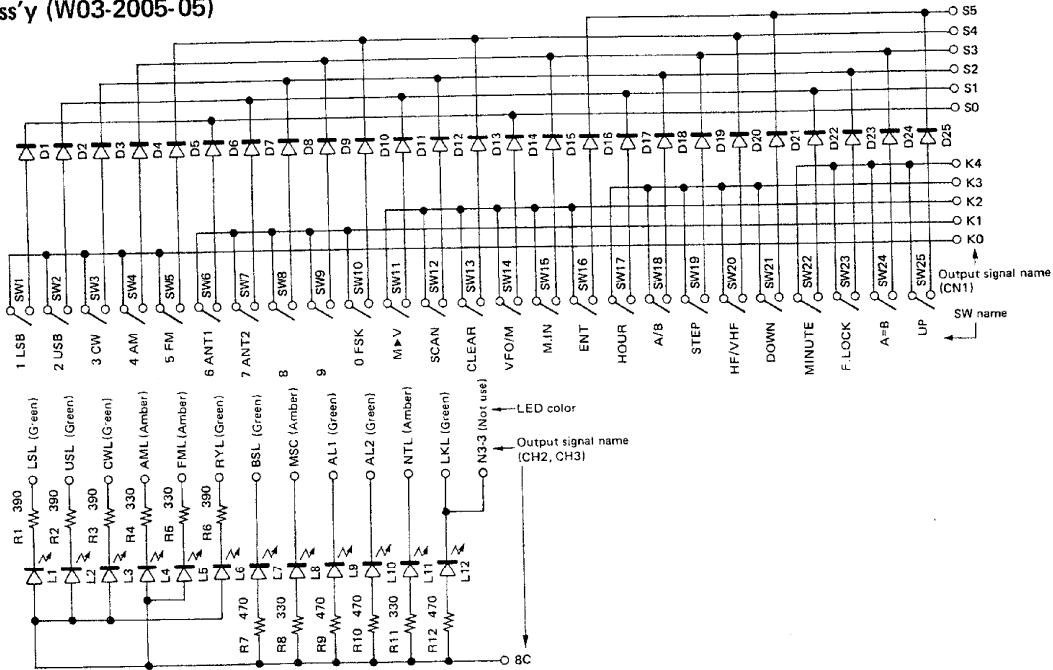 ss'y (W03-2005-05)
S5
S4
S3
S2
S1
S0
D1
D2
D3
D4
D5
D6
D7
D8
D9
D10
D11
D12
D13
D14
D15
D16
D17
D18
D19
D20
D21
D22
D23
D24
D25
K4
K3
K2
K1
K0
SW1
SW2
SW3
SW4
SW5
SW6
SW7
SW8
SW9
SW10
SW11
SW12
SW13
SW14
SW15
SW16
SW17
SW18
SW19
SW20
SW21
SW22
SW23
SW24
SW25
Output signal name
(CN1)
SW name
1 LSB
2 USB
3 CW
4 AM
5 FM
6 ANT1
7 ANT2
8
9
0 FSK
M►V
SCAN
CLEAR
VFO/M
M.IN
ENT
HOUR
A/B
STEP
HF/VHF
DOWN
MINUTE
F.LOCK
A=B
UP
LSL (Green)
USL (Green)
CWL (Green)
AML (Amber)
FML (Amber)
RYL (Green)
BSL (Green)
MSC (Amber)
AL1 (Green)
AL2 (Green)
NTL (Amber)
LKL (Green)
N3-3 (Not use)
LED color
Output signal name
(CH2, CH3)
R1 390
R2 390
R3 390
R4 330
R5 330
R6 390
L1
L2
L3
L4
L5
L6
L7
L8
L9
L10
L11
L12
R7 470
R8 330
R9 470
R10 470
R11 330
R12 470
8C